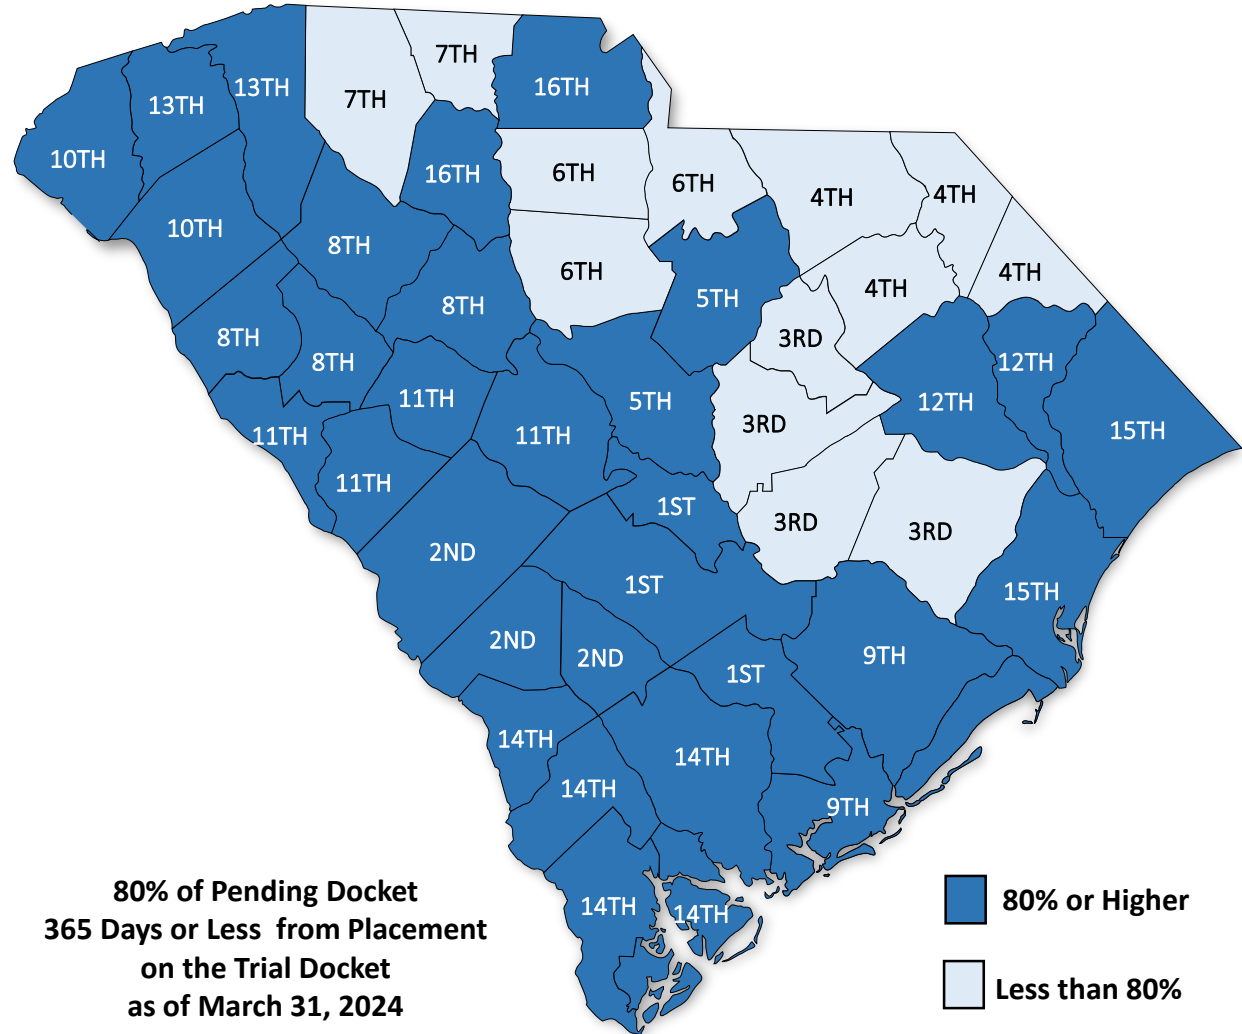 7TH
7TH
16TH
13TH
13TH
10TH
16TH
6TH
6TH
4TH
4TH
10TH
8TH
6TH
4TH
4TH
5TH
8TH
8TH
8TH
3RD
12TH
11TH
5TH
12TH
3RD
11TH
11TH
15TH
11TH
1ST
3RD
3RD
2ND
1ST
15TH
2ND
2ND
1ST
9TH
14TH
14TH
14TH
9TH
14TH
14TH
80% of Pending Docket
365 Days or Less from Placement
on the Trial Docket
as of March 31, 2024
80% or Higher
Less than 80%